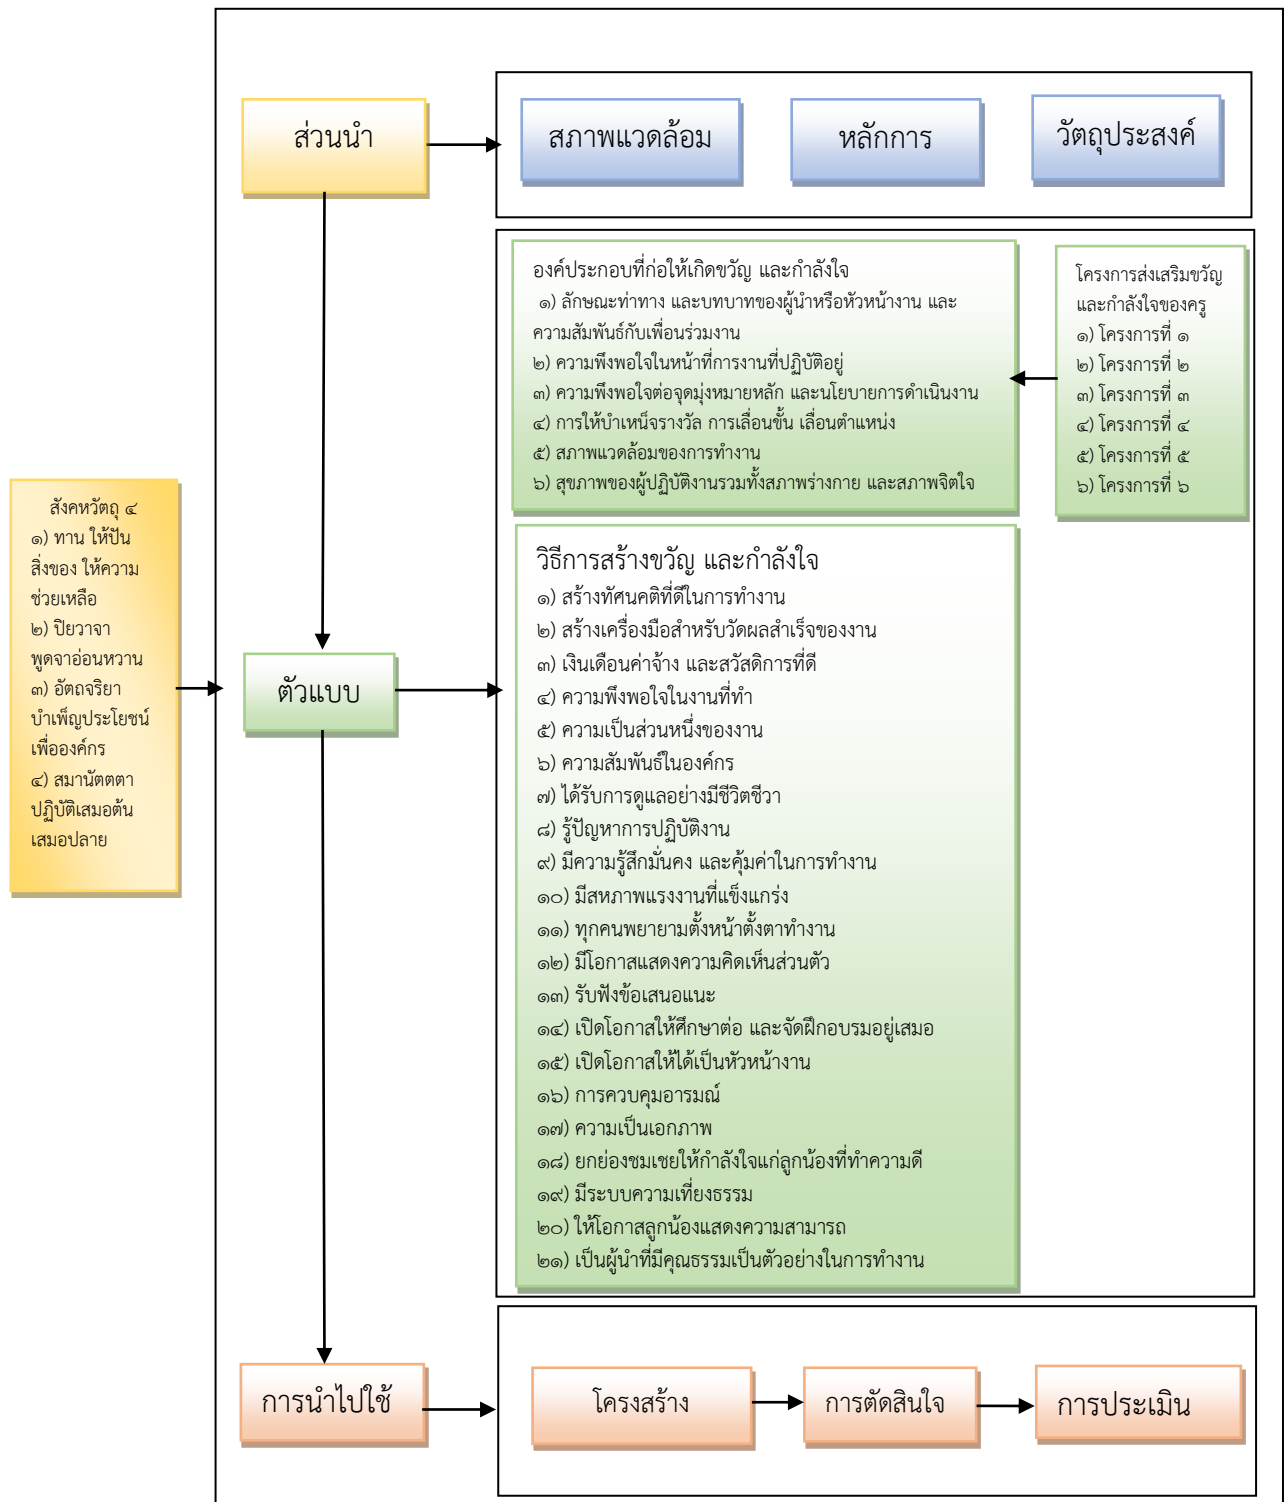 ส่วนนำ
สภาพแวดล้อม
หลักการ
วัตถุประสงค์
องค์ประกอบที่ก่อให้เกิดขวัญ และกำลังใจ
๑) ลักษณะท่าทาง และบทบาทของผู้นำหรือหัวหน้างาน และ
ความสัมพันธ์กับเพื่อนร่วมงาน
๒) ความพึงพอใจในหน้าที่การงานที่ปฏิบัติอยู่
๓) ความพึงพอใจต่อจุดมุ่งหมายหลัก และนโยบายการดำเนินงาน
๔) การให้บำเหน็จรางวัล การเลื่อนขั้น เลื่อนตำแหน่ง
๕) สภาพแวดล้อมของการทำงาน
๖) สุขภาพของผู้ปฏิบัติงานรวมทั้งสภาพร่างกาย และสภาพจิตใจ
โครงการส่งเสริมขวัญ
และกำลังใจของครู
๑) โครงการที่ ๑
๒) โครงการที่ ๒
๓) โครงการที่ ๓
๔) โครงการที่ ๔
๕) โครงการที่ ๕
๖) โครงการที่ ๖
สังคหวัตถุ ๔
๑) ทาน ให้ปัน
สิ่งของ ให้ความ
ช่วยเหลือ
๒) ปิยวาจา
พูดจาอ่อนหวาน
๓) อัตถจริยา
บำเพ็ญประโยชน์
เพื่อองค์กร
๔) สมานัตตตา
ปฏิบัติเสมอต้น
เสมอปลาย
ตัวแบบ
วิธีการสร้างขวัญ และกำลังใจ
๑) สร้างทัศนคติที่ดีในการทำงาน
๒) สร้างเครื่องมือสำหรับวัดผลสำเร็จของงาน
๓) เงินเดือนค่าจ้าง และสวัสดิการที่ดี
๔) ความพึงพอใจในงานที่ทำ
๕) ความเป็นส่วนหนึ่งของงาน
๖) ความสัมพันธ์ในองค์กร
๗) ได้รับการดูแลอย่างมีชีวิตชีวา
๘) รู้ปัญหาการปฏิบัติงาน
๙) มีความรู้สึกมั่นคง และคุ้มค่าในการทำงาน
๑๐) มีสหภาพแรงงานที่แข็งแกร่ง
๑๑) ทุกคนพยายามตั้งหน้าตั้งตาทำงาน
๑๒) มีโอกาสแสดงความคิดเห็นส่วนตัว
๑๓) รับฟังข้อเสนอแนะ
๑๔) เปิดโอกาสให้ศึกษาต่อ และจัดฝึกอบรมอยู่เสมอ
๑๕) เปิดโอกาสให้ได้เป็นหัวหน้างาน
๑๖) การควบคุมอารมณ์
๑๗) ความเป็นเอกภาพ
๑๘) ยกย่องชมเชยให้กำลังใจแก่ลูกน้องที่ทำความดี
๑๙) มีระบบความเที่ยงธรรม
๒๐) ให้โอกาสลูกน้องแสดงความสามารถ
๒๑) เป็นผู้นำที่มีคุณธรรมเป็นตัวอย่างในการทำงาน
การนำไปใช้
โครงสร้าง
การตัดสินใจ
การประเมิน